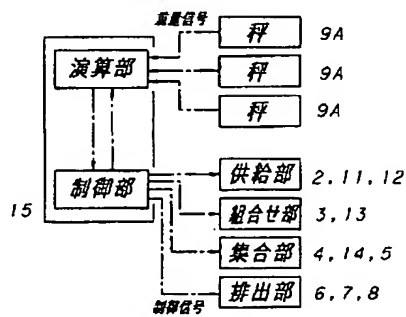 重量信号
秤 9A
演算部
秤 9A
秤 9A
制御部
供給部 2,11,12
15
組合せ部 3,13
集合部 4,14,5
排出部 6,7,8
制御信号